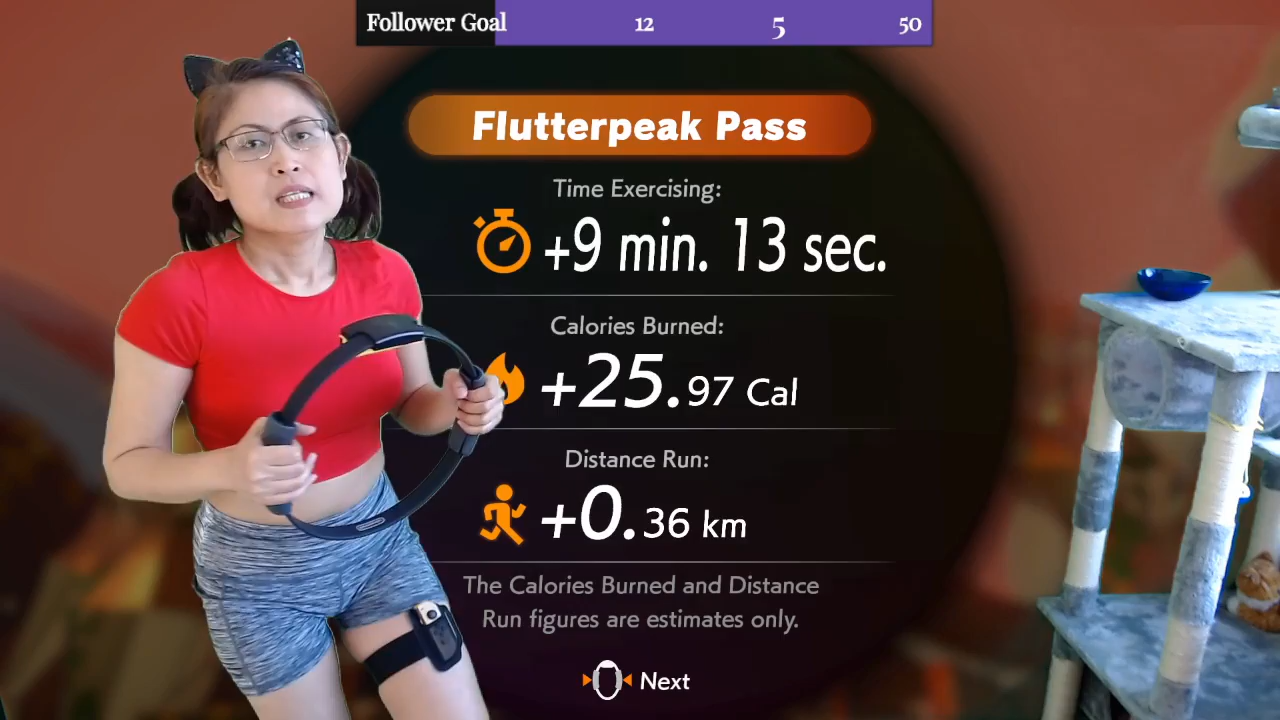 Follower Goal 12 5 50
Flutterpeak Pass
Time Exercising:
+9 min. 13 sec.
Calories Burned:
+25.97 Cal
Distance Run:
+0.36 km
The Calories Burned and Distance
Run figures are estimates only.
Next